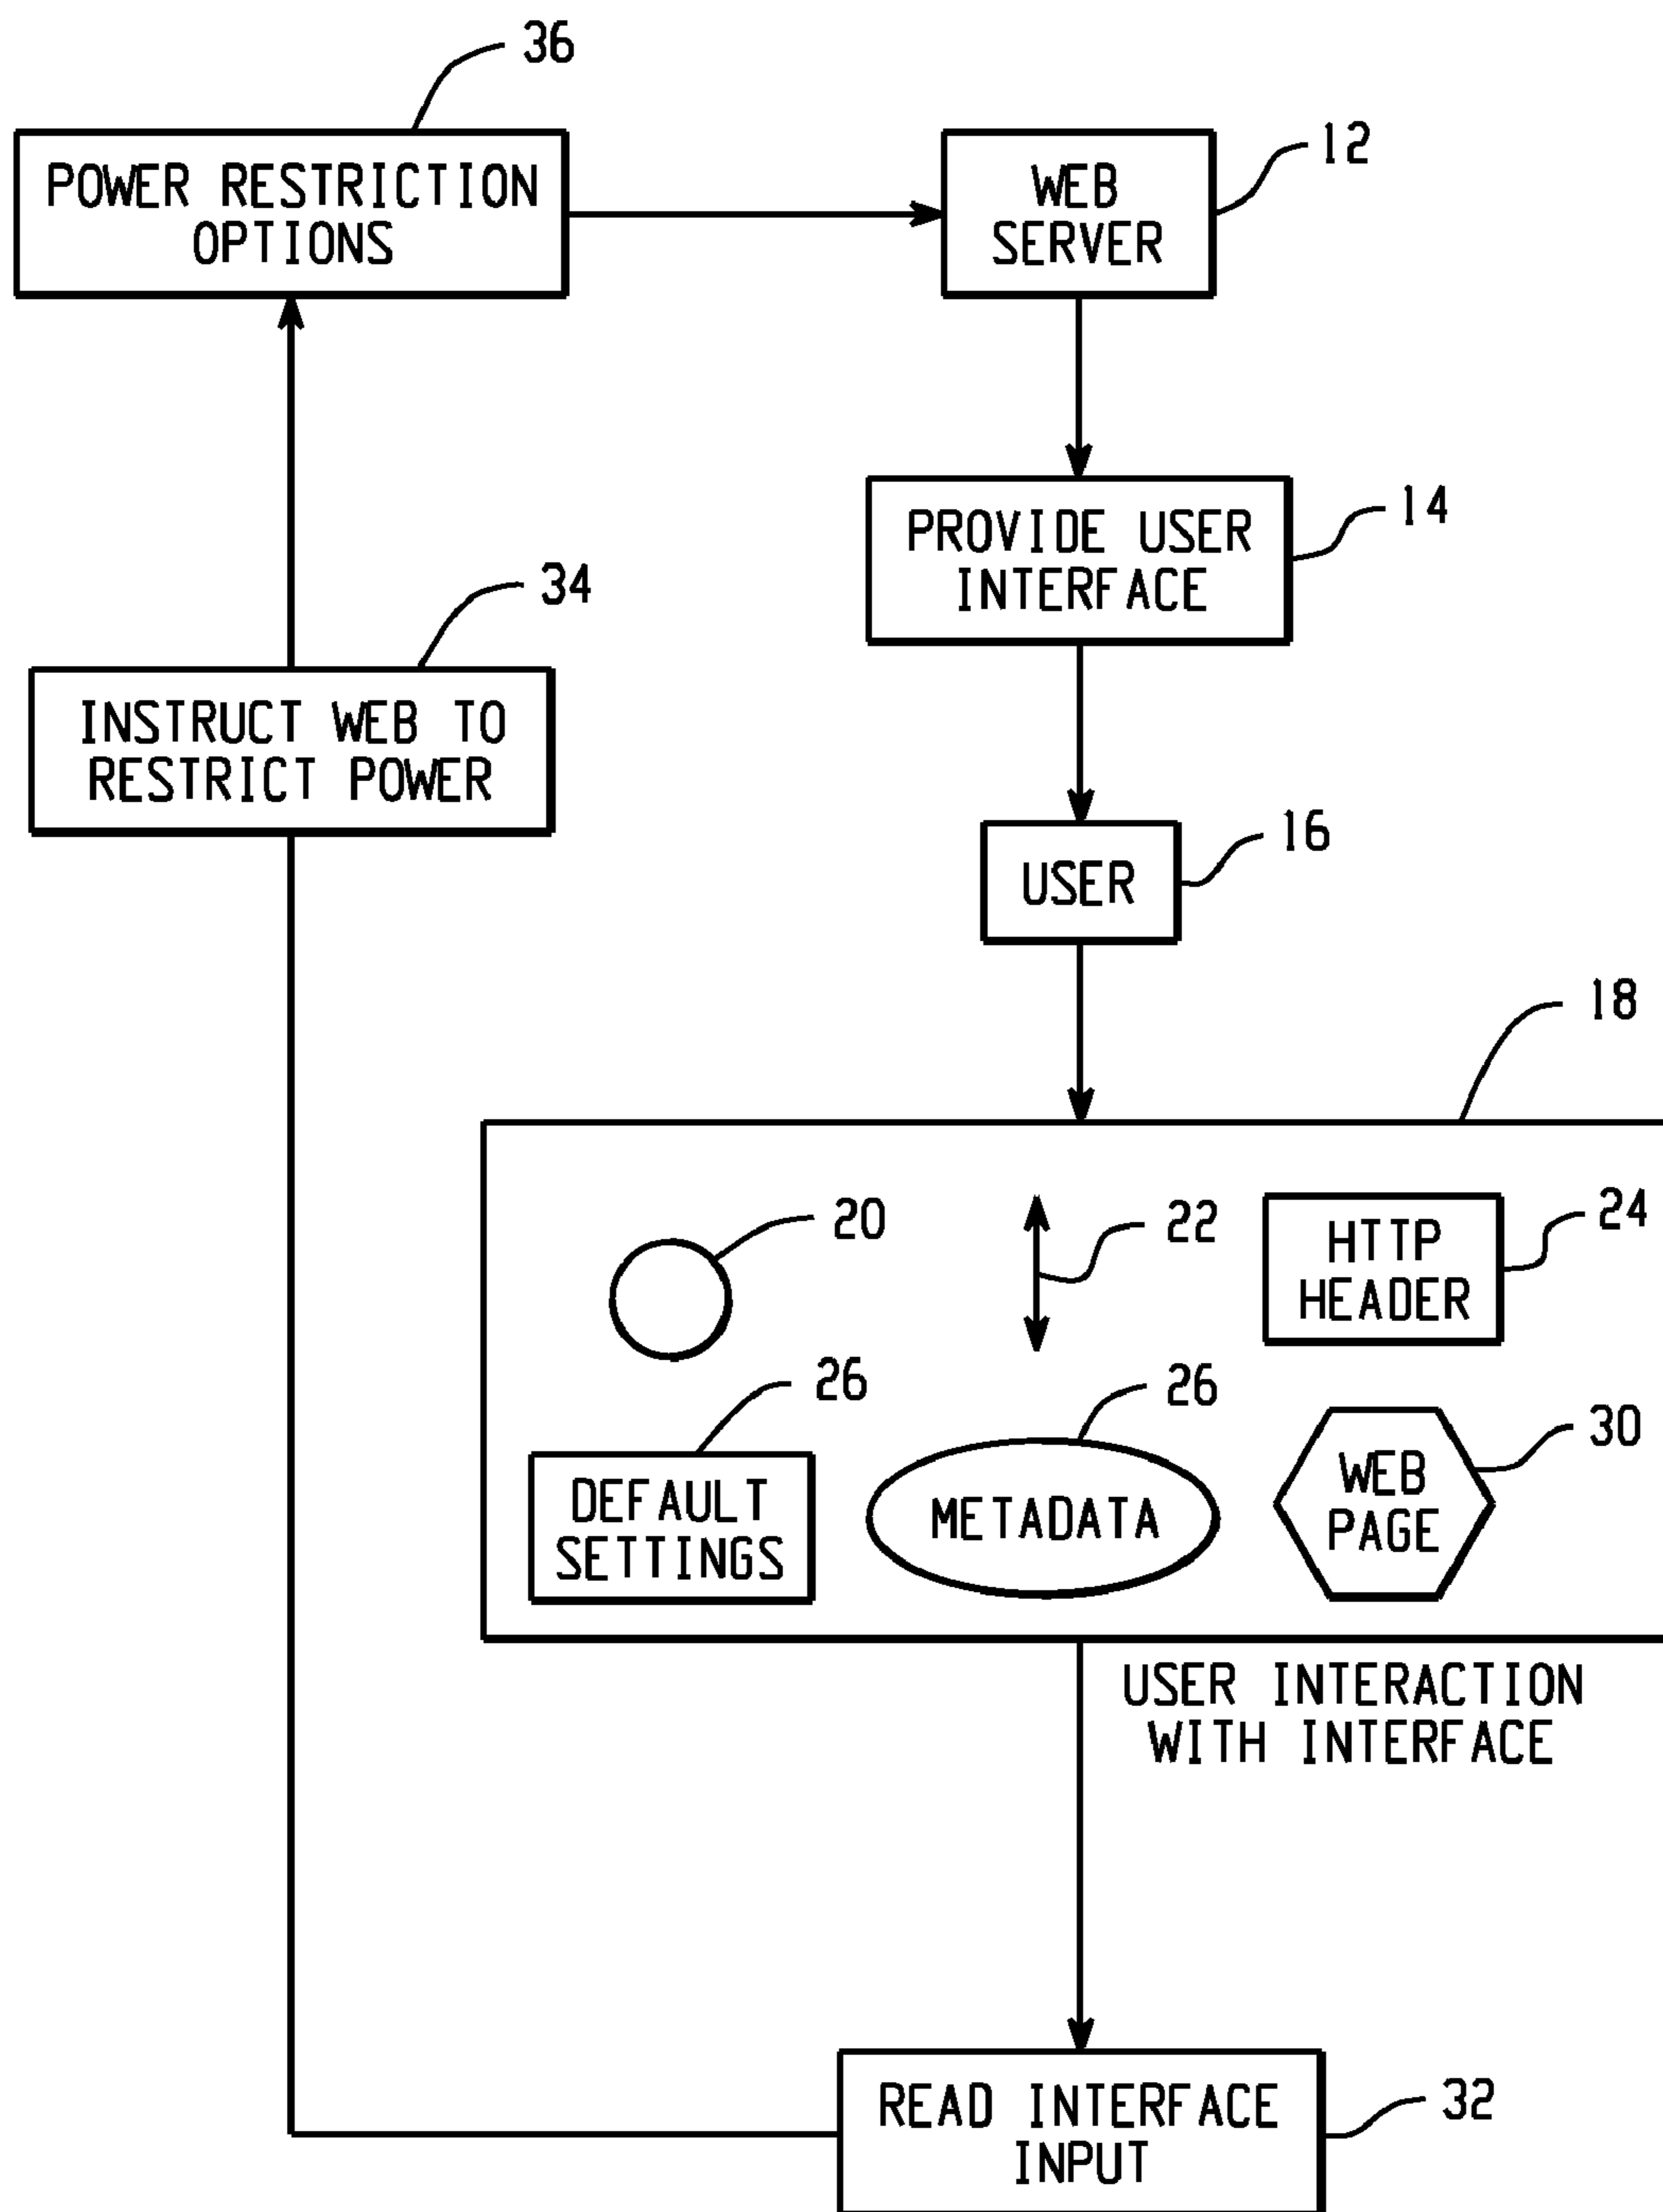 36
12
POWER RESTRICTION
OPTIONS
WEB
SERVER
14
PROVIDE USER
INTERFACE
34
INSTRUCT WEB TO
RESTRICT POWER
16
USER
18
20
22
24
HTTP
HEADER
26
26
30
DEFAULT
SETTINGS
METADATA
WEB
PAGE
USER INTERACTION
WITH INTERFACE
32
READ INTERFACE
INPUT